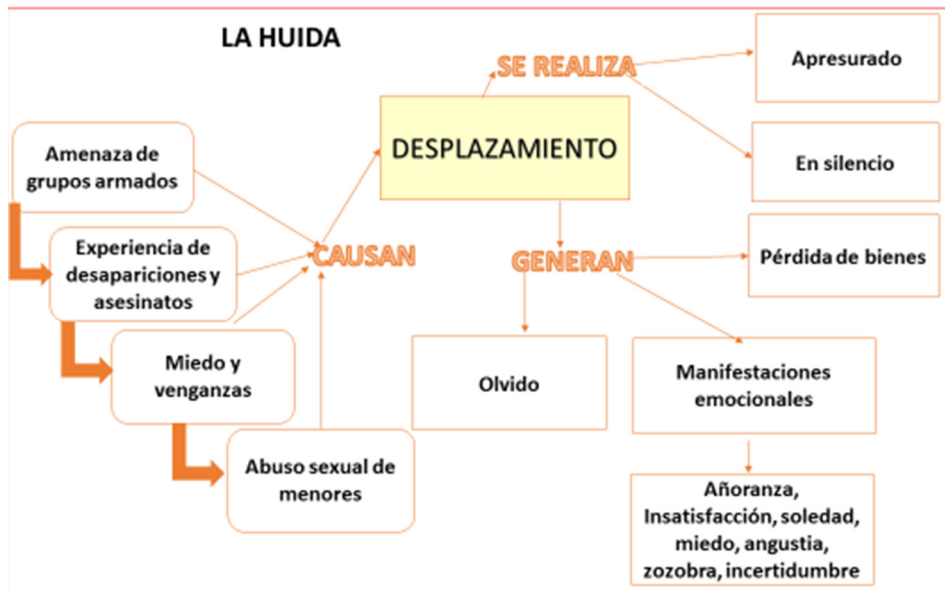 LA HUIDA
SE REALIZA
Apresurado
DESPLAZAMIENTO
En silencio
Amenaza de
grupos armados
Experiencia de
desapariciones y
asesinatos
CAUSAN
GENERAN
Pérdida de bienes
Miedo y
venganzas
Olvido
Manifestaciones
emocionales
Abuso sexual de
menores
Añoranza,
Insatisfacción, soledad,
miedo, angustia,
zozobra, incertidumbre